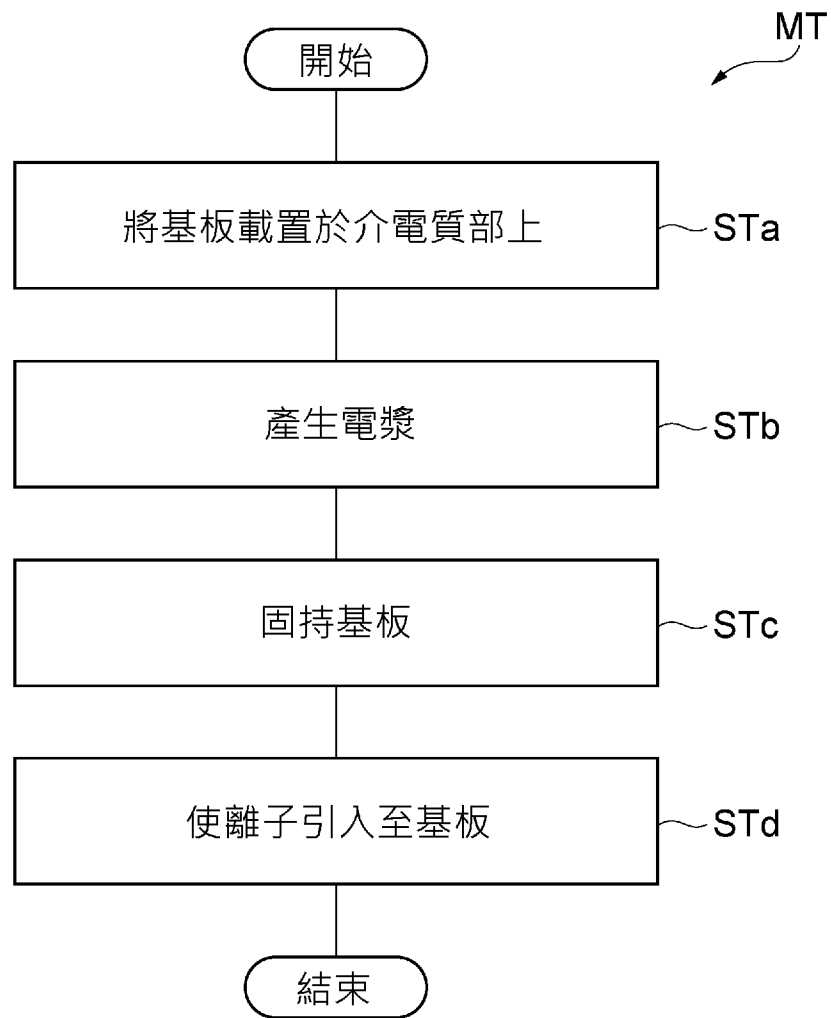 MT
開始
將基板載置於介電質部上
STa
產生電漿
STb
固持基板
STc
使離子引入至基板
STd
結束